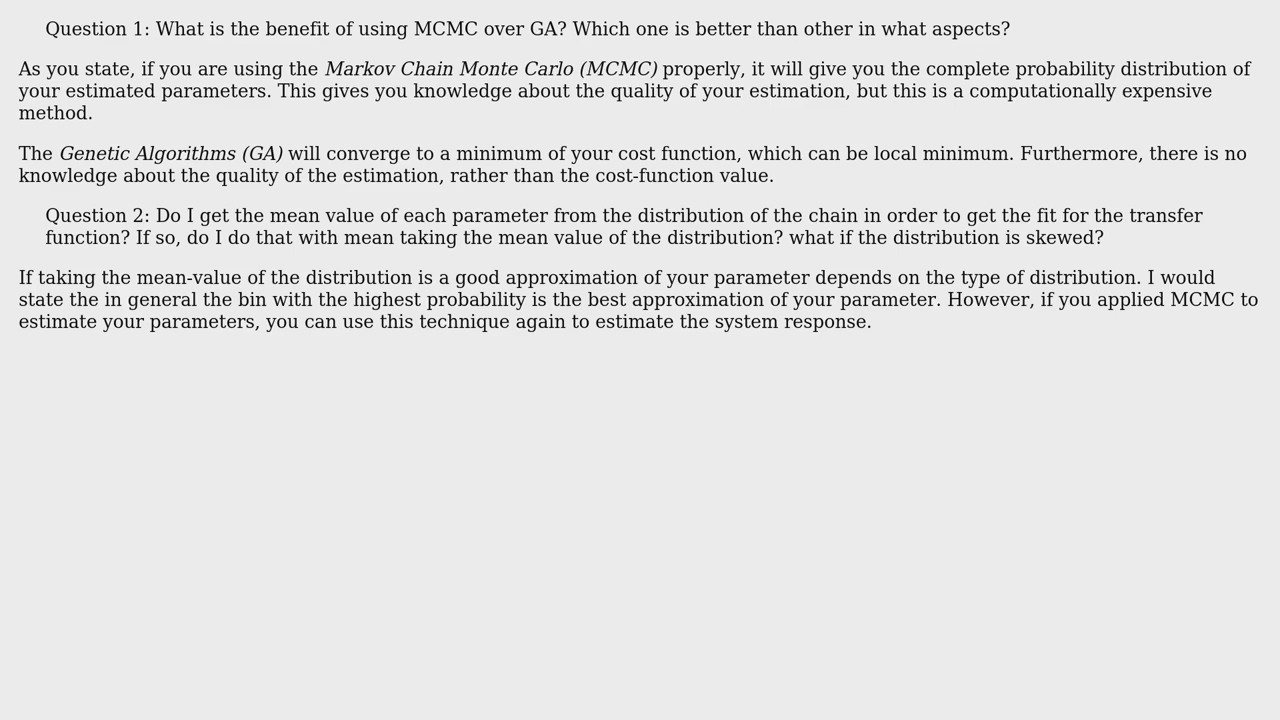 Question 1: What is the benefit of using MCMC over GA? Which one is better than other in what aspects?
As you state, if you are using the Markov Chain Monte Carlo (MCMC) properly, it will give you the complete probability distribution of
your estimated parameters. This gives you knowledge about the quality of your estimation, but this is a computationally expensive
method.
The Genetic Algorithms (GA) will converge to a minimum of your cost function, which can be local minimum. Furthermore, there is no
knowledge about the quality of the estimation, rather than the cost-function value.
Question 2: Do I get the mean value of each parameter from the distribution of the chain in order to get the fit for the transfer
function? If so, do I do that with mean taking the mean value of the distribution? what if the distribution is skewed?
If taking the mean-value of the distribution is a good approximation of your parameter depends on the type of distribution. I would
state the in general the bin with the highest probability is the best approximation of your parameter. However, if you applied MCMC to
estimate your parameters, you can use this technique again to estimate the system response.